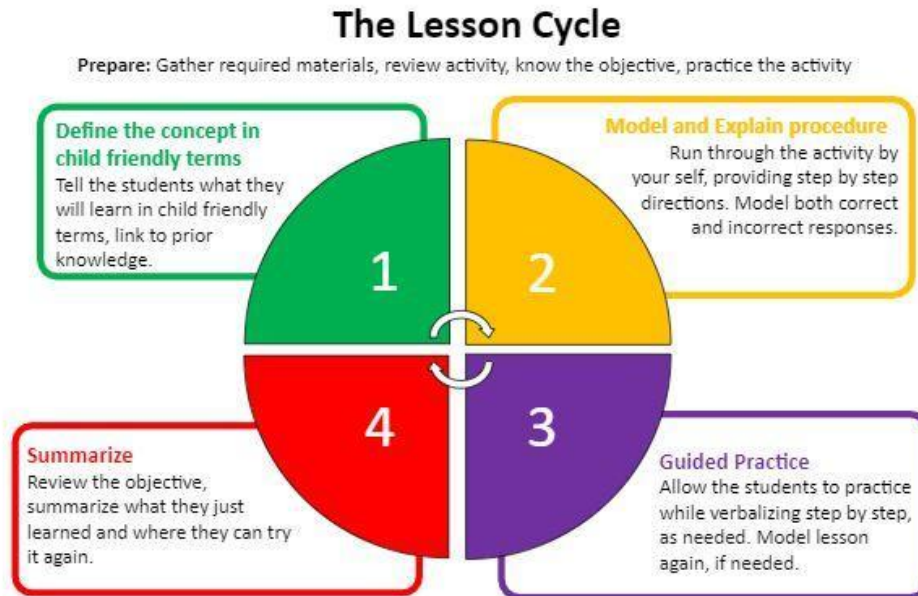 The Lesson Cycle
Prepare: Gather required materials, review activity, know the objective, practice the activity
Define the concept in
child friendly terms
Tell the students what they
will learn in child friendly
terms, link to prior
knowledge.
1
Model and Explain procedure
Run through the activity by
your self, providing step by step
directions. Model both correct
and incorrect responses.
2
3
Guided Practice
Allow the students to practice
while verbalizing step by step,
as needed. Model lesson
again, if needed.
4
Summarize
Review the objective,
summarize what they just
learned and where they can try
it again.